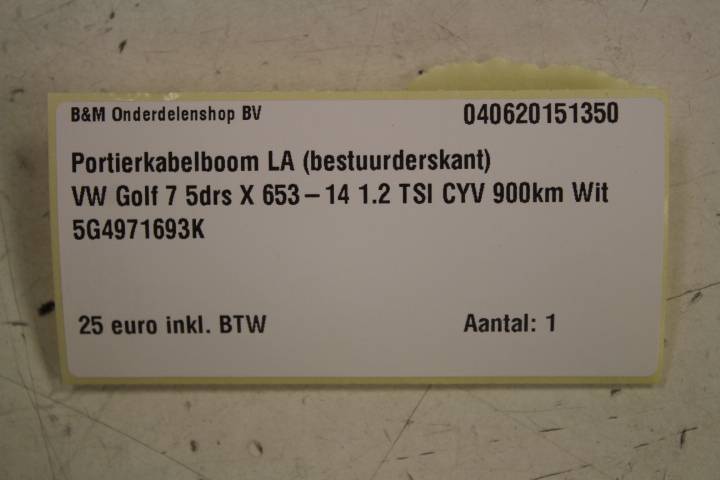 B&M Onderdelenshop BV 040620151350
Portierkabelboom LA (bestuurderskant)
VW Golf 7 5drs X 653-14 1.2 TSI CYV 900km Wit
5G4971693K
25 euro inkl. BTW Aantal: 1